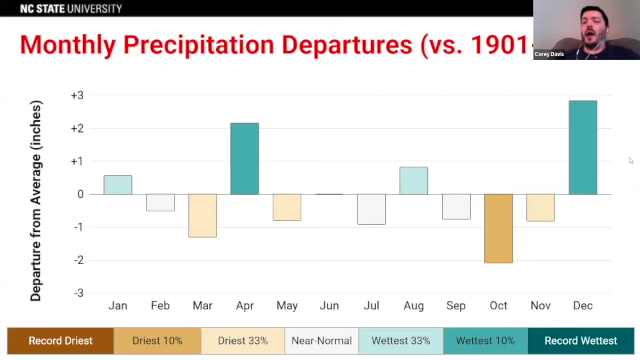 NC STATE UNIVERSITY
Monthly Precipitation Departures (vs. 1901-
Corey Davis
Departure from Average (inches)
+3
+2
+1
0
-1
-2
-3
Jan Feb Mar Apr May Jun Jul Aug Sep Oct Nov Dec
Record Driest Driest 10% Driest 33% Near-Normal Wettest 33% Wettest 10% Record Wettest